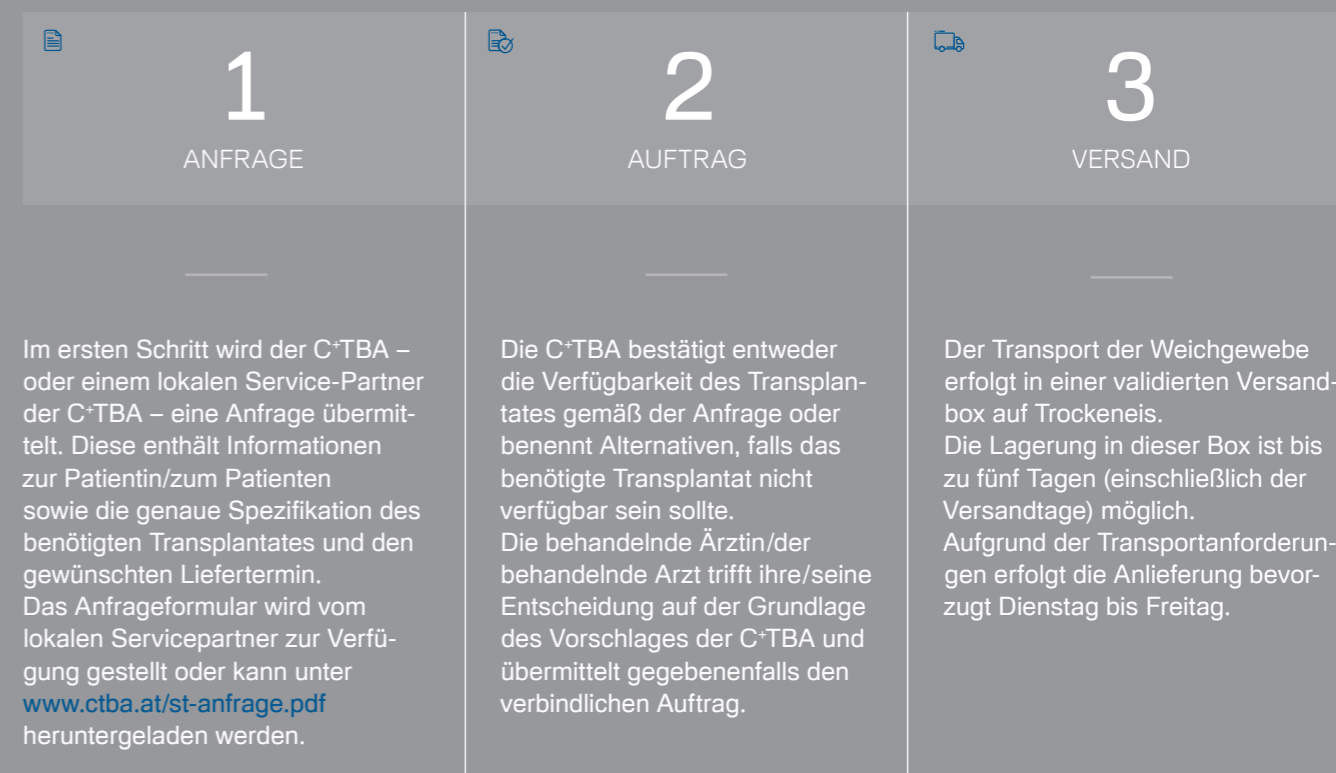 1
ANFRAGE
Im ersten Schritt wird der C⁺TBA –
oder einem lokalen Service-Partner
der C⁺TBA – eine Anfrage übermit-
telt. Diese enthält Informationen
zur Patientin/zum Patienten
sowie die genaue Spezifikation des
benötigten Transplantates und den
gewünschten Liefertermin.
Das Anfrageformular wird vom
lokalen Servicepartner zur Verfü-
gung gestellt oder kann unter
www.ctba.at/st-anfrage.pdf
heruntergeladen werden.
2
AUFTRAG
Die C⁺TBA bestätigt entweder
die Verfügbarkeit des Transplan-
tates gemäß der Anfrage oder
benennt Alternativen, falls das
benötigte Transplantat nicht
verfügbar sein sollte.
Die behandelnde Ärztin/der
behandelnde Arzt trifft ihre/seine
Entscheidung auf der Grundlage
des Vorschlages der C⁺TBA und
übermittelt gegebenenfalls den
verbindlichen Auftrag.
3
VERSAND
Der Transport der Weichgewebe
erfolgt in einer validierten Versand-
box auf Trockeneis.
Die Lagerung in dieser Box ist bis
zu fünf Tagen (einschließlich der
Versandtage) möglich.
Aufgrund der Transportanforderun-
gen erfolgt die Anlieferung bevor-
zugt Dienstag bis Freitag.